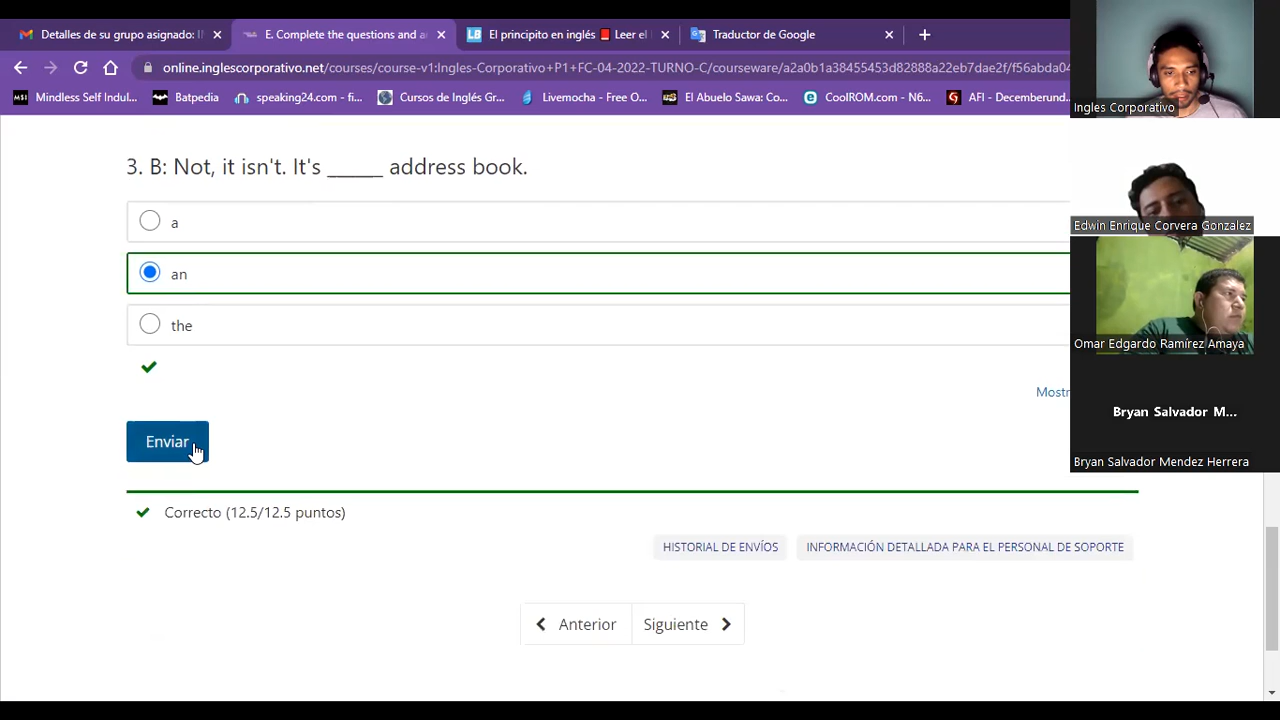 Detalles de su grupo asignado: I
E. Complete the questions and a
El principito en inglés 📕 Leer el
Traductor de Google
online.inglescorporativo.net/courses/course-v1:Ingles-Corporativo+P1+FC-04-2022-TURNO-C/courseware/a2a0b1a38455453d82888a22eb7dae2f/f56abda04
Mindless Self Indul...
Batpedia
speaking24.com - fi...
Cursos de Inglés Gr...
Livemocha - Free O...
El Abuelo Sawa: Co...
CoolROM.com - N6...
AFI - Decemberund...
Ingles Corporativo
Edwin Enrique Corvera Gonzalez
Omar Edgardo Ramírez Amaya
Bryan Salvador M...
Bryan Salvador Mendez Herrera
3. B: Not, it isn't. It's _____ address book.
a
an
the
Mostr
Enviar
Correcto (12.5/12.5 puntos)
HISTORIAL DE ENVÍOS
INFORMACIÓN DETALLADA PARA EL PERSONAL DE SOPORTE
Anterior
Siguiente